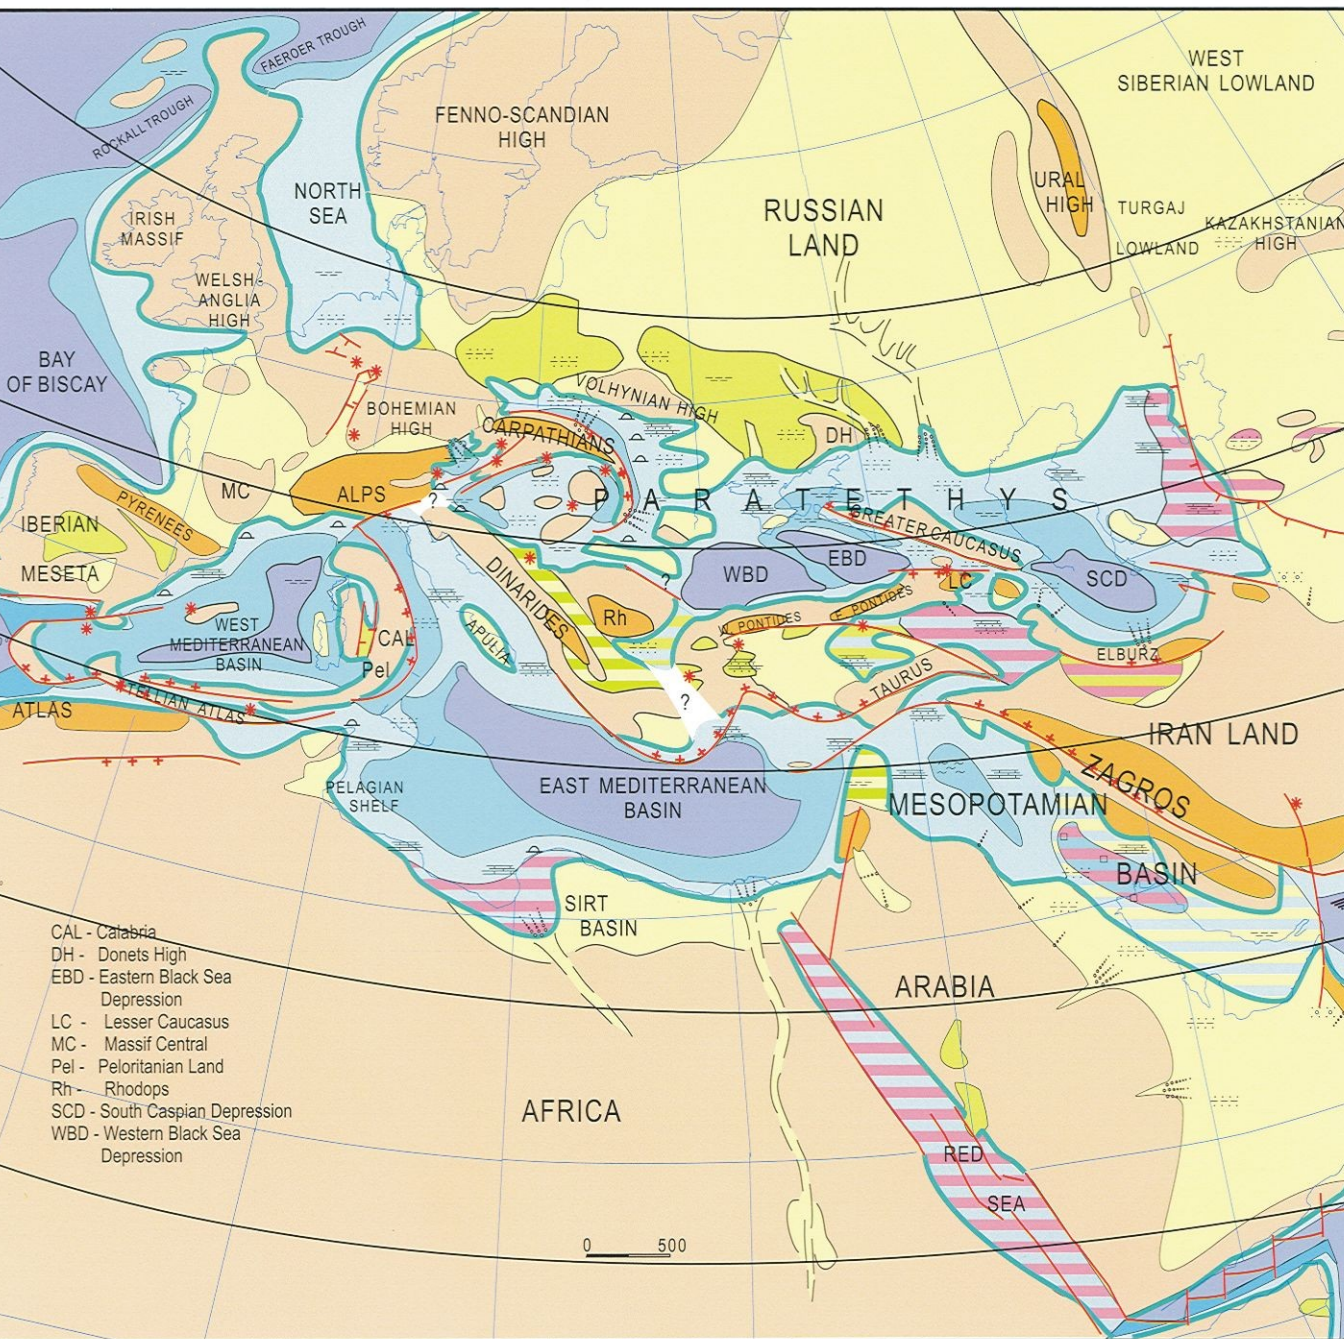 FAEROER TROUGH
WEST
SIBERIAN LOWLAND
ROCKALL TROUGH
FENNO-SCANDIAN
HIGH
NORTH
SEA
IRISH
MASSIF
RUSSIAN
LAND
URAL
HIGH
TURGAJ
LOWLAND
KAZAKHSTANIAN
HIGH
WELSH-
ANGLIA
HIGH
BAY
OF BISCAY
BOHEMIAN
HIGH
VOLHYNIAN HIGH
CARPATHIANS
DH
MC
ALPS
?
PARATETHYS
PYRENEES
IBERIAN
MESETA
GREATER CAUCASUS
DINARIDES
?
WBD
EBD
LC
SCD
Rh
W. PONTIDES
E. PONTIDES
WEST
MEDITERRANEAN
BASIN
CAL
Pel
APULIA
ELBURZ
TAURUS
?
TELLIAN ATLAS
ATLAS
IRAN LAND
ZAGROS
PELAGIAN
SHELF
EAST MEDITERRANEAN
BASIN
MESOPOTAMIAN
BASIN
SIRT
BASIN
ARABIA
AFRICA
RED
SEA
CAL - Calabria
DH - Donets High
EBD - Eastern Black Sea
Depression
LC - Lesser Caucasus
MC - Massif Central
Pel - Peloritanian Land
Rh - Rhodops
SCD - South Caspian Depression
WBD - Western Black Sea
Depression
0 500